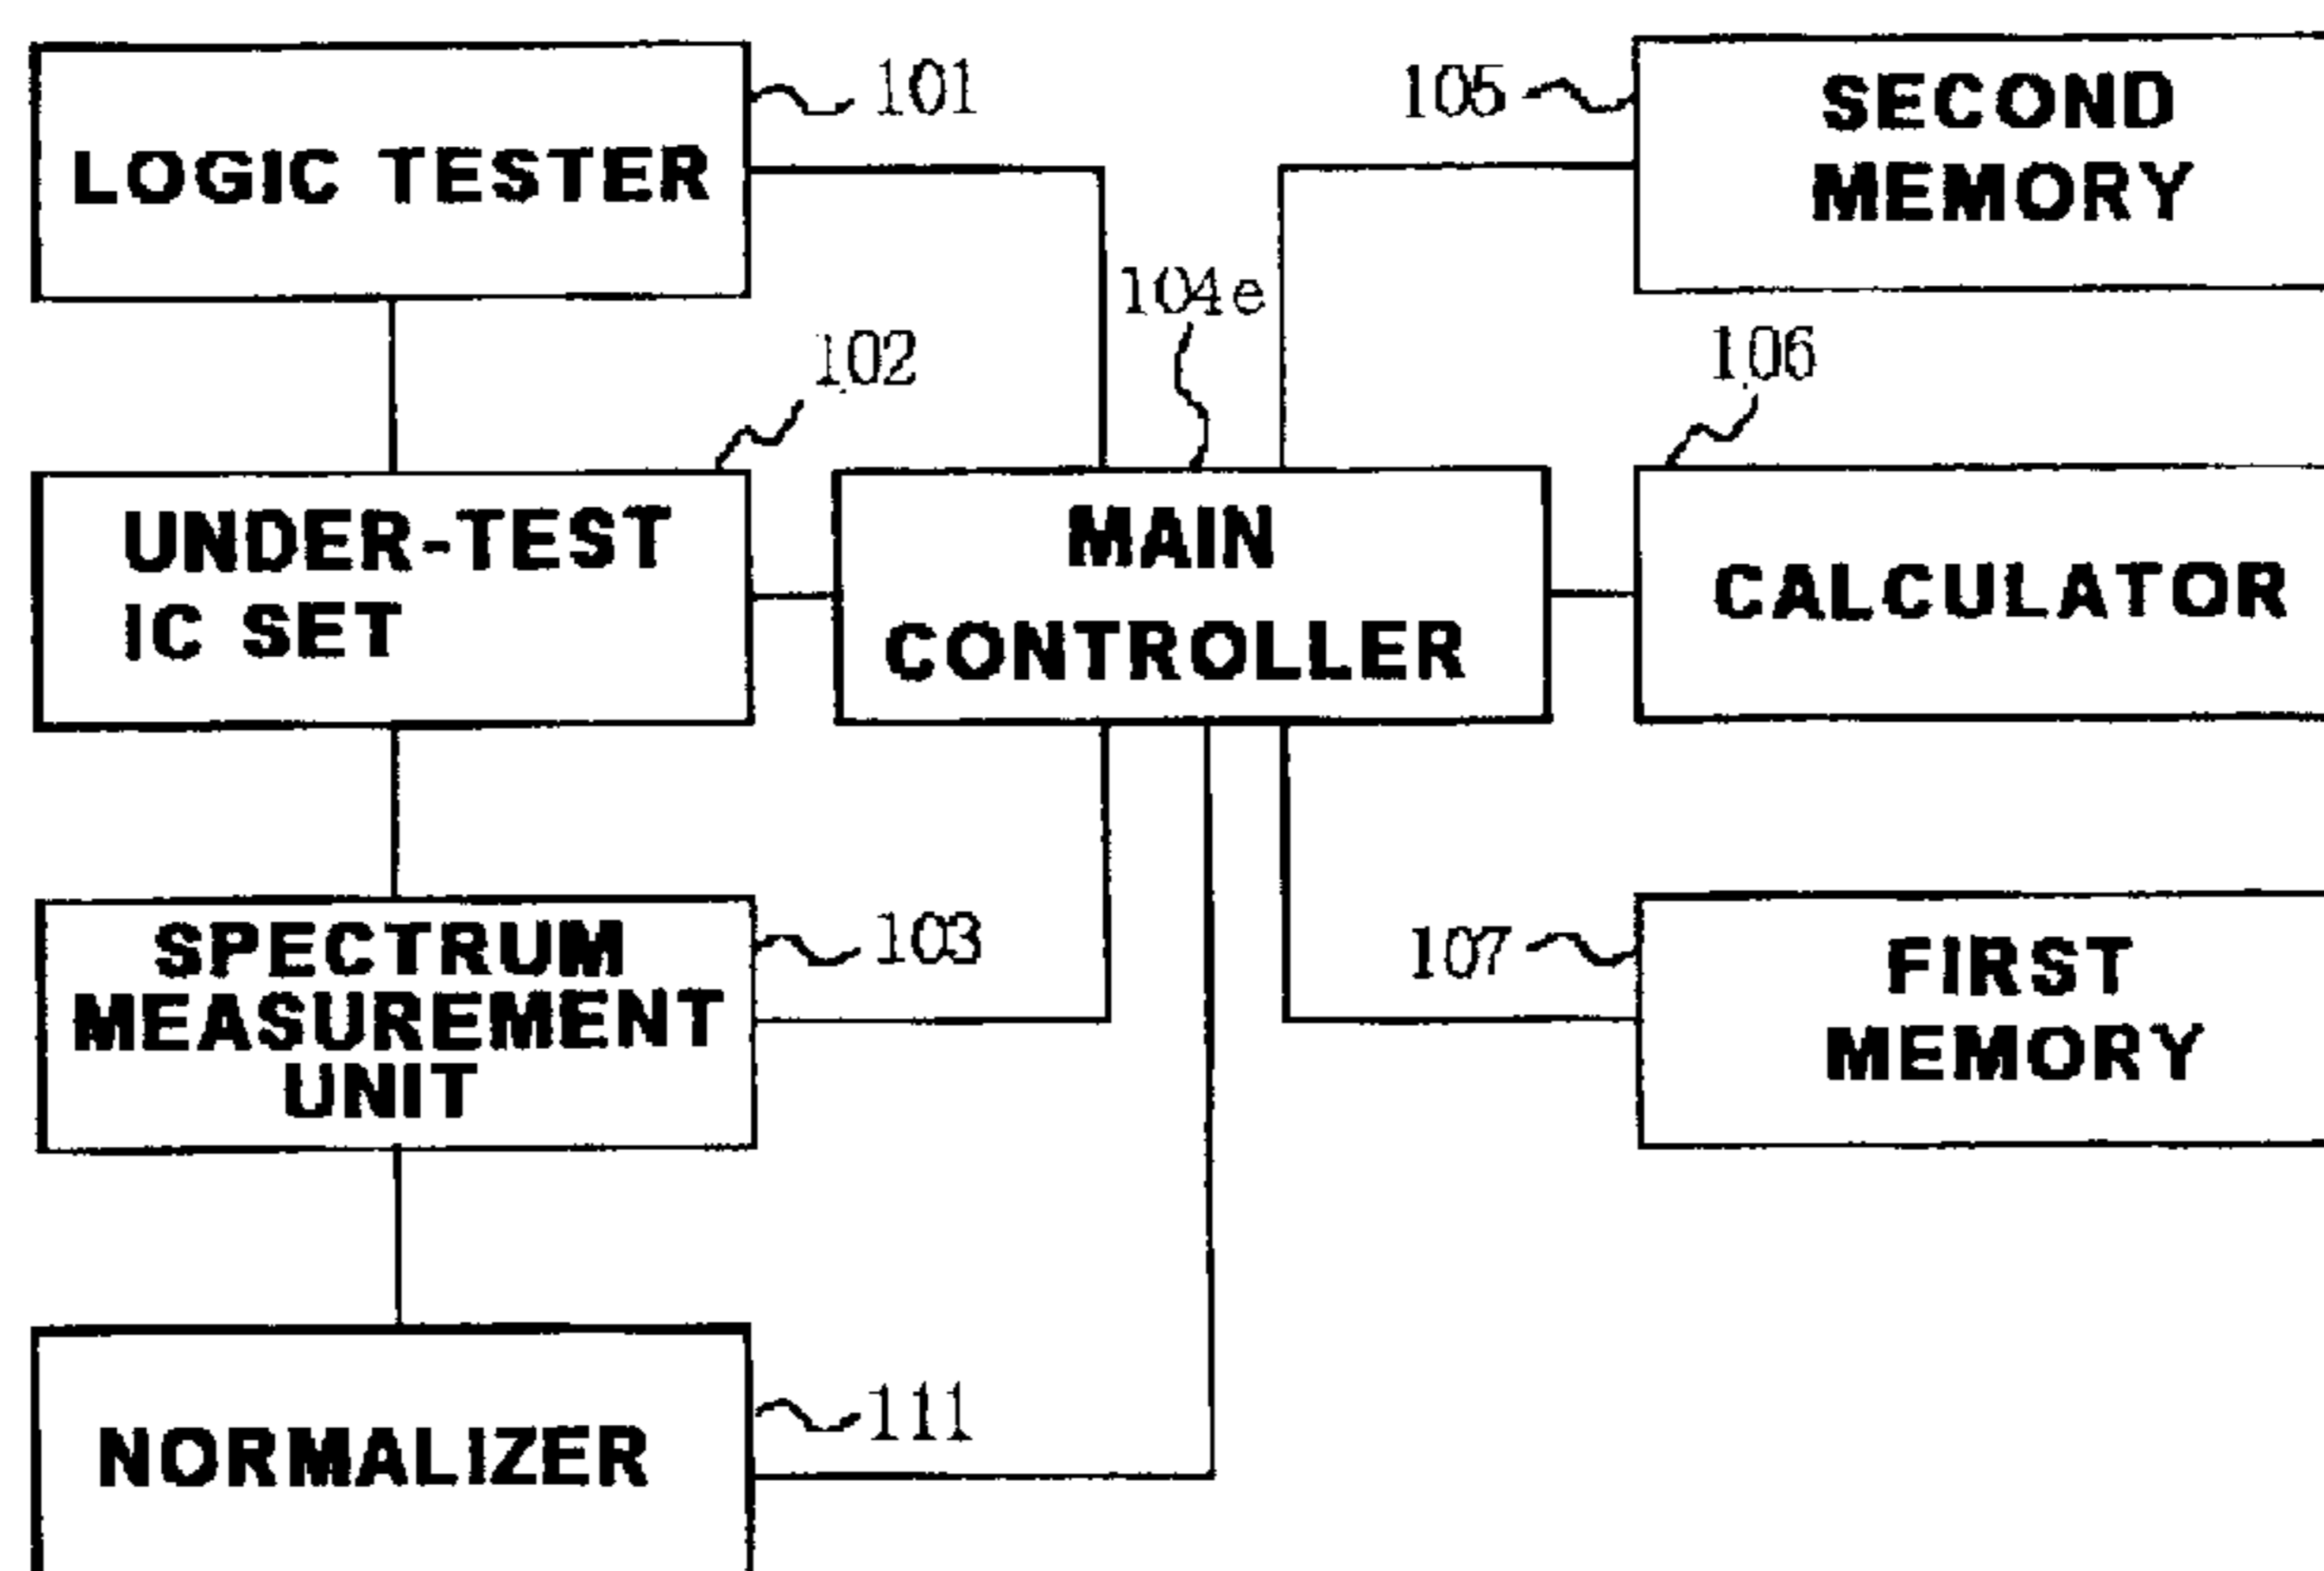 101
LOGIC TESTER
105
SECOND
MEMORY
104e
102
UNDER-TEST
IC SET
MAIN
CONTROLLER
106
CALCULATOR
103
SPECTRUM
MEASUREMENT
UNIT
107
FIRST
MEMORY
111
NORMALIZER